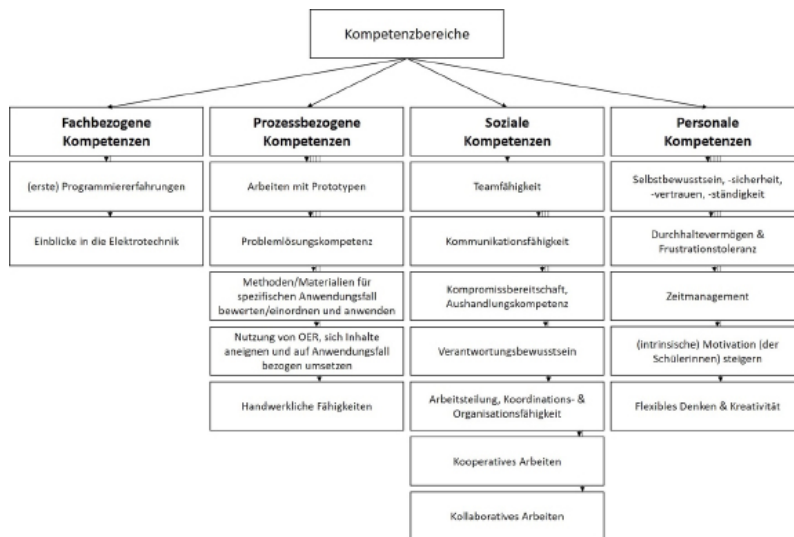 Kompetenzbereiche
Fachbezogene
Kompetenzen
(erste) Programmiererfahrungen
Einblicke in die Elektrotechnik
Prozessbezogene
Kompetenzen
Arbeiten mit Prototypen
Problemlösungskompetenz
Methoden/Materialien für
spezifischen Anwendungsfall
bewerten/einordnen und anwenden
Nutzung von OER, sich Inhalte
aneignen und auf Anwendungsfall
bezogen umsetzen
Handwerkliche Fähigkeiten
Soziale
Kompetenzen
Teamfähigkeit
Kommunikationsfähigkeit
Kompromissbereitschaft,
Aushandlungskompetenz
Verantwortungsbewusstsein
Arbeitsteilung, Koordinations- &
Organisationsfähigkeit
Kooperatives Arbeiten
Kollaboratives Arbeiten
Personale
Kompetenzen
Selbstbewusstsein, -sicherheit,
-vertrauen, -ständigkeit
Durchhaltevermögen &
Frustrationstoleranz
Zeitmanagement
(intrinsische) Motivation (der
Schülerinnen) steigern
Flexibles Denken & Kreativität